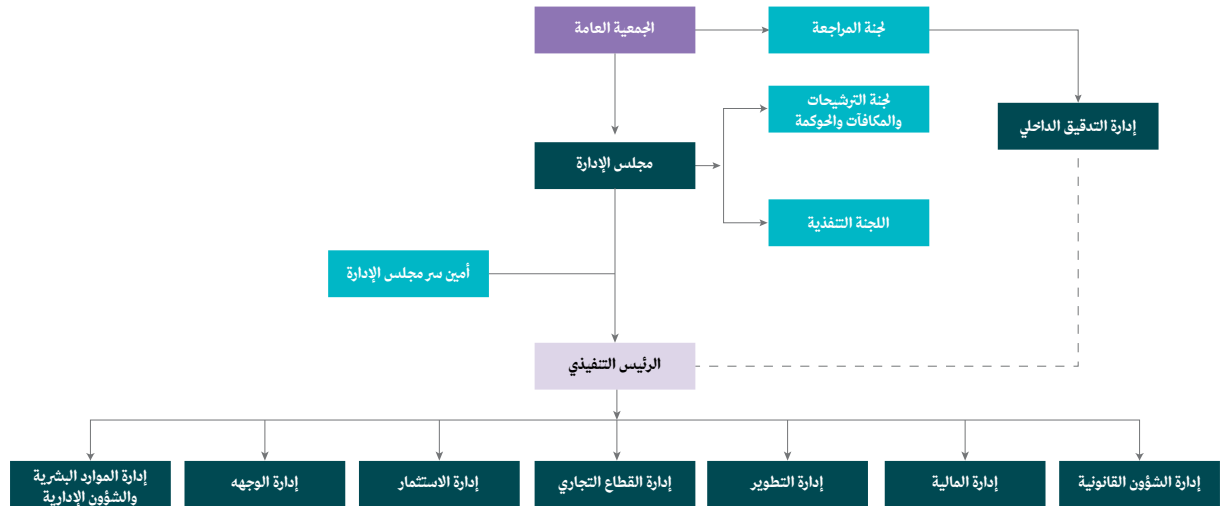 الجمعية العامة
لجنة المراجعة
لجنة الترشيحات
والمكافآت والحوكمة
إدارة التدقيق الداخلي
مجلس الإدارة
اللجنة التنفذية
أمين سر مجلس الإدارة
الرئيس التنفيذي
إدارة الشؤون القانونية
إدارة المالية
إدارة التطوير
إدارة القطاع التجاري
إدارة الاستثمار
إدارة الوجهه
إدارة الموارد البشرية
والشؤون الإدارية